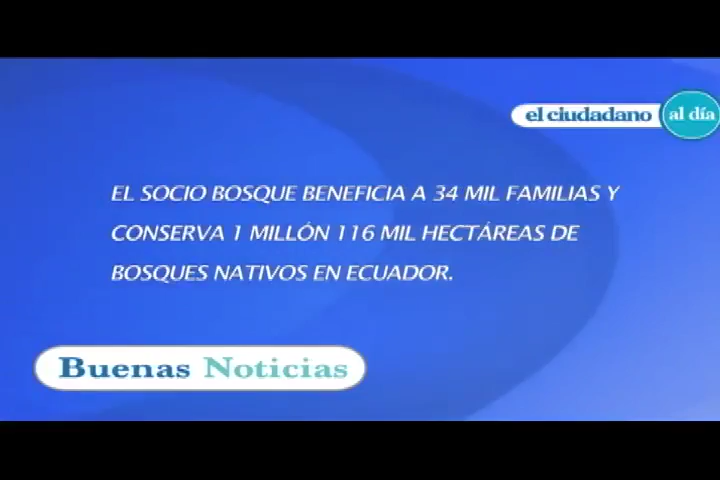 el ciudadano al día
EL SOCIO BOSQUE BENEFICIA A 34 MIL FAMILIAS Y
CONSERVA 1 MILLÓN 116 MIL HECTÁREAS DE
BOSQUES NATIVOS EN ECUADOR.
Buenas Noticias